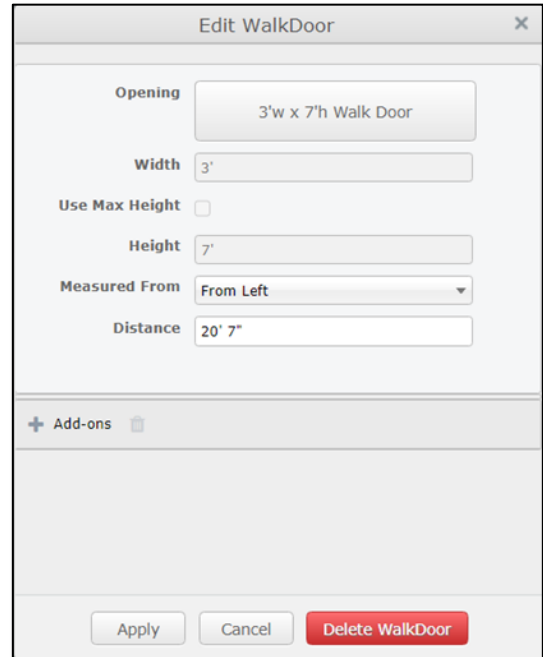 Edit WalkDoor
Opening
3'w x 7'h Walk Door
Width 3'
Use Max Height
Height 7'
Measured From From Left
Distance 20' 7"
Add-ons
Apply Cancel Delete WalkDoor